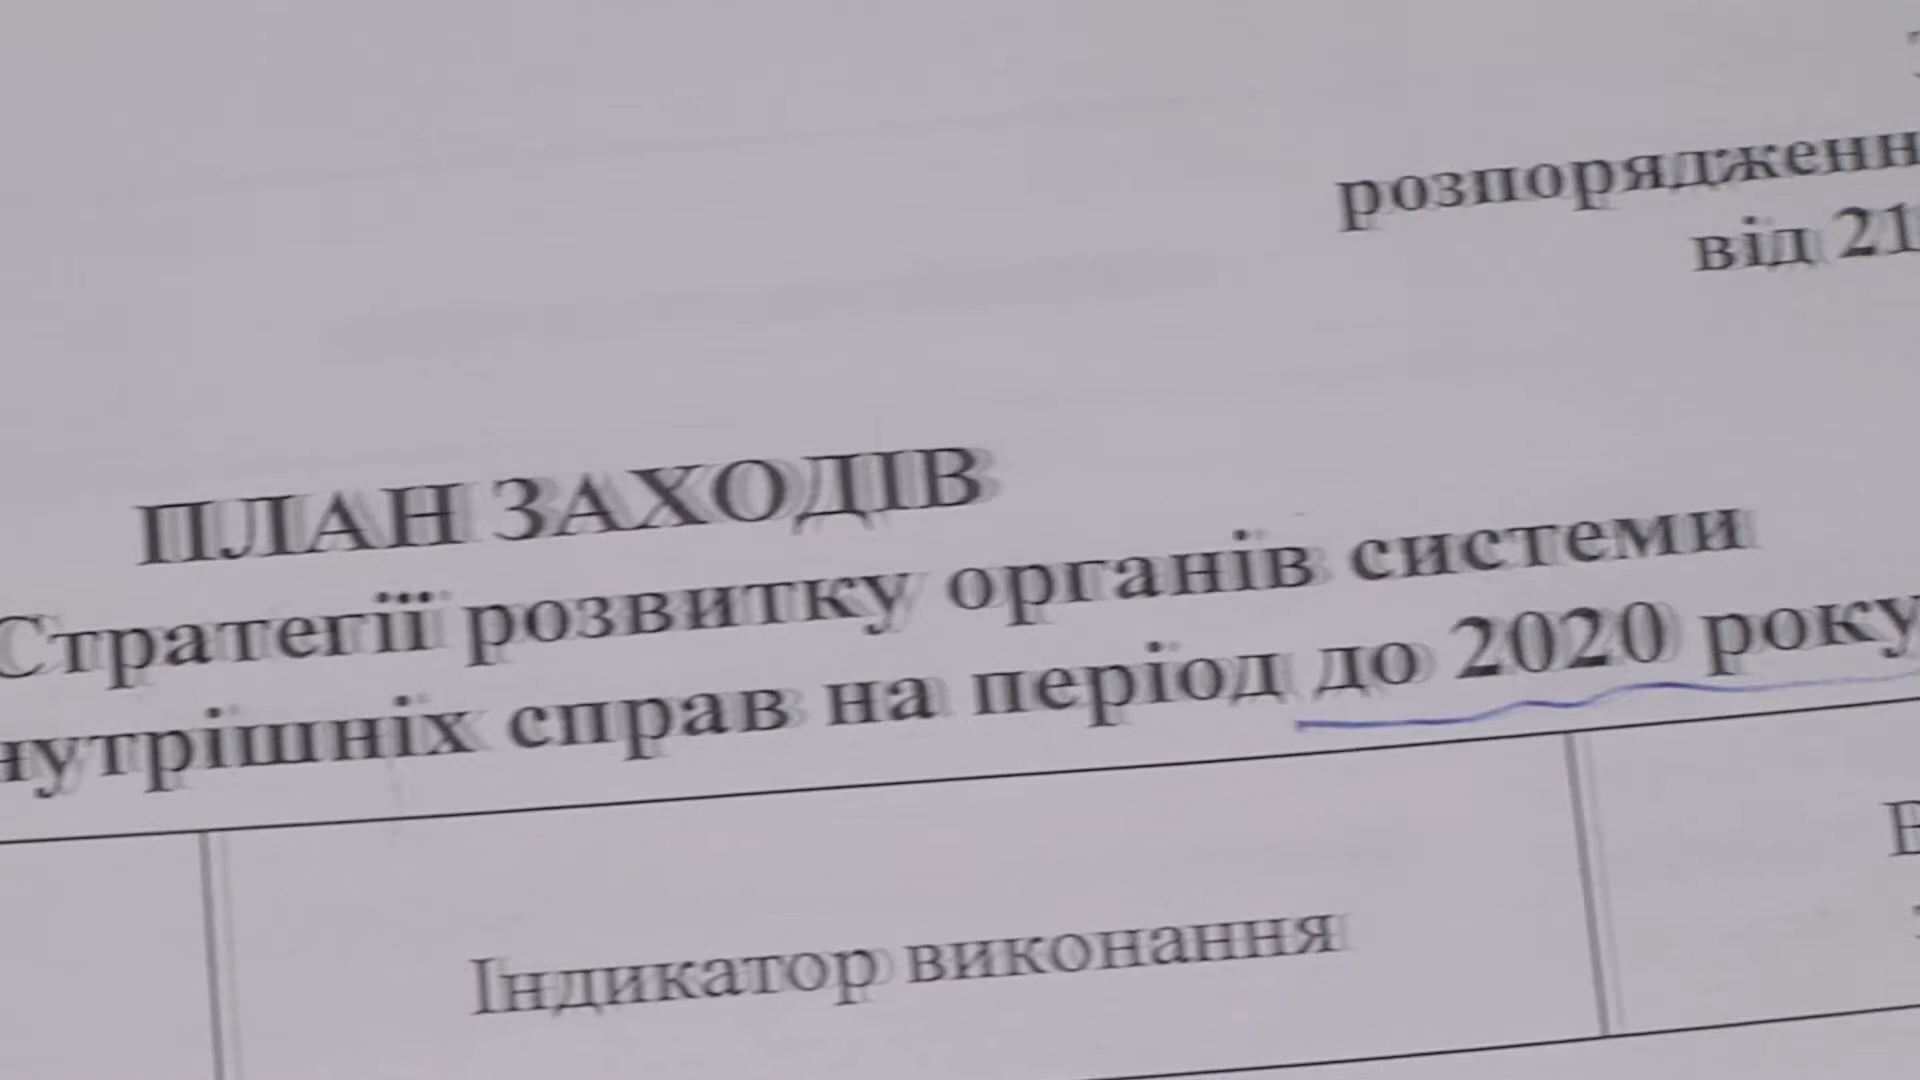 розпорядженн
від 21
ПЛАН ЗАХОДІВ
Стратегії розвитку органів системи
нутрішніх справ на період до 2020 року
Індикатор виконання
В